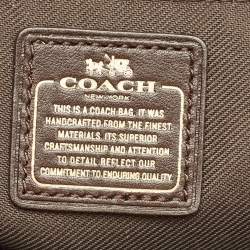 COACH
NEW YORK
THIS IS A COACH BAG. IT WAS
HANDCRAFTED FROM THE FINEST
MATERIALS. ITS SUPERIOR
CRAFTSMANSHIP AND ATTENTION
TO DETAIL REFLECT OUR
COMMITMENT TO ENDURING QUALITY.